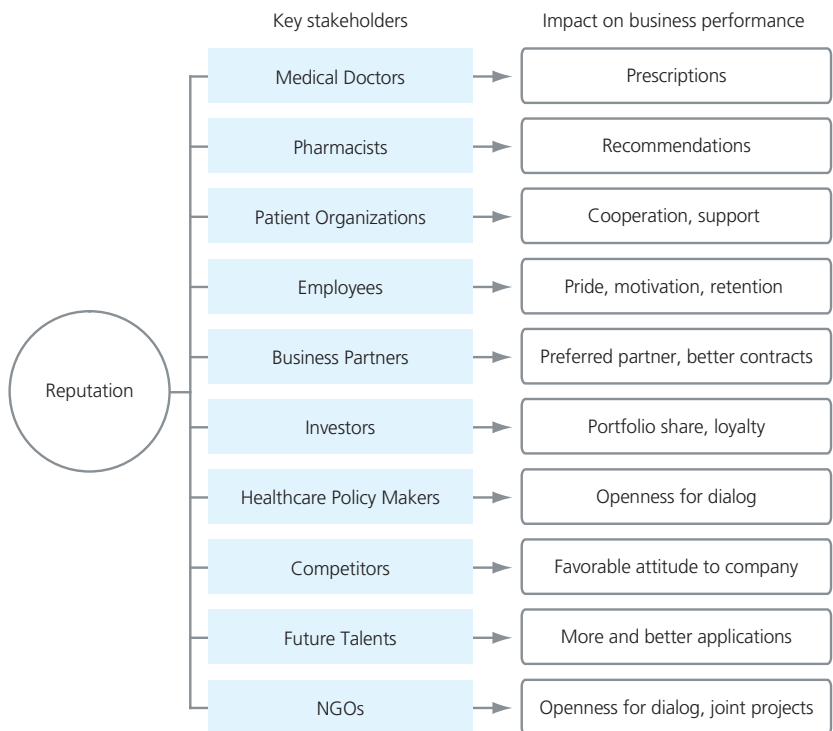 Key stakeholders Impact on business performance
Medical Doctors Prescriptions
Pharmacists Recommendations
Patient Organizations Cooperation, support
Employees Pride, motivation, retention
Business Partners Preferred partner, better contracts
Reputation
Investors Portfolio share, loyalty
Healthcare Policy Makers Openness for dialog
Competitors Favorable attitude to company
Future Talents More and better applications
NGOs Openness for dialog, joint projects